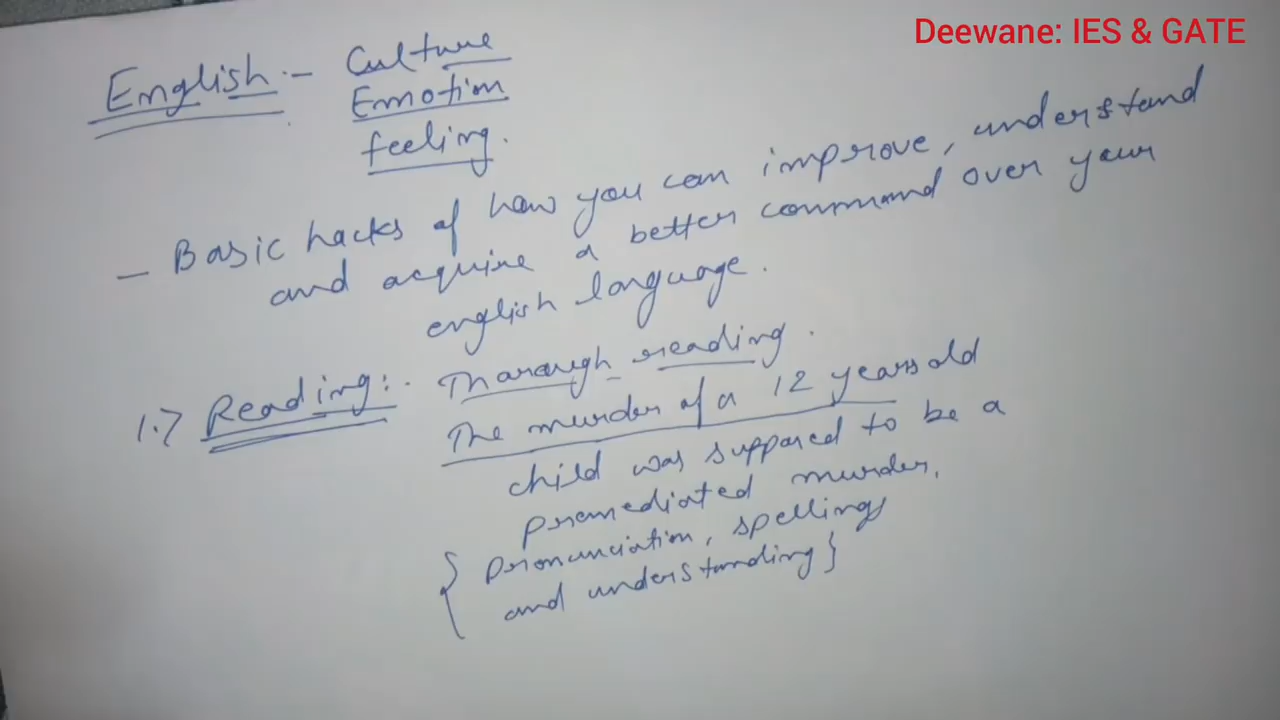 Deewane: IES & GATE
English :- Culture
Emotion
feeling.
- Basic hacks of how you can improve, understand
and acquire a better command over your
english language.
1.) Reading:- Thorough reading.
The murder of a 12 years old
child was supposed to be a
premediated murder.
{ pronunciation, spellings
and understanding}